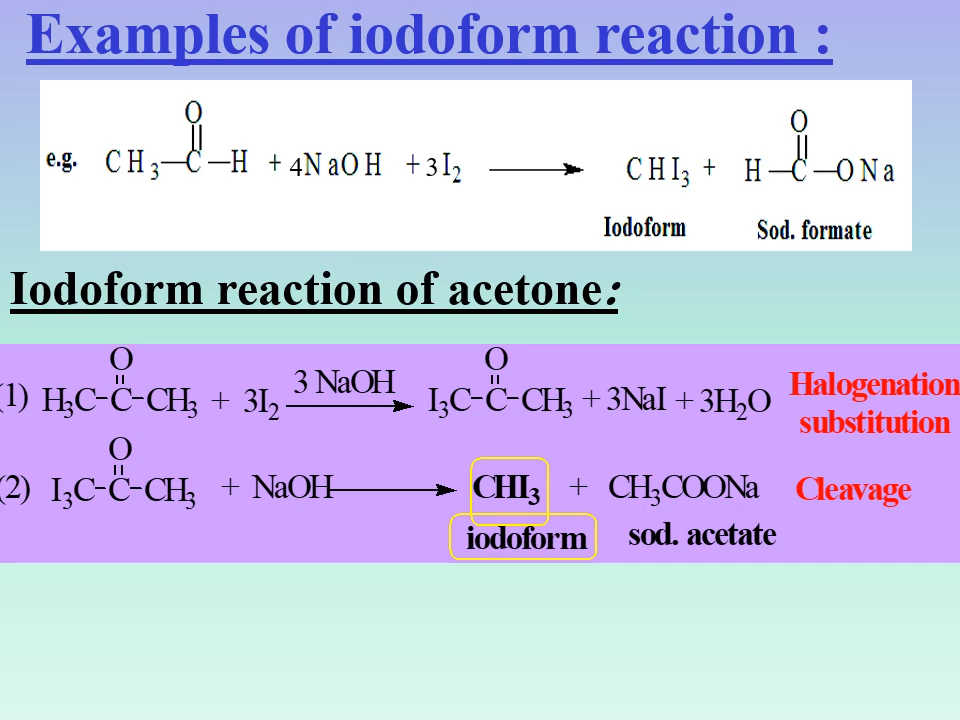 Examples of iodoform reaction :
O
e.g. CH₃—C—H + 4NaOH + 3I₂ → CHI₃ + H—C—ONa
O
Iodoform Sod. formate
Iodoform reaction of acetone:
O O
(1) H₃C–C–CH₃ + 3I₂ 3 NaOH → I₃C–C–CH₃ + 3NaI + 3H₂O Halogenation
substitution
O
(2) I₃C–C–CH₃ + NaOH → CHI₃ + CH₃COONa Cleavage
iodoform sod. acetate